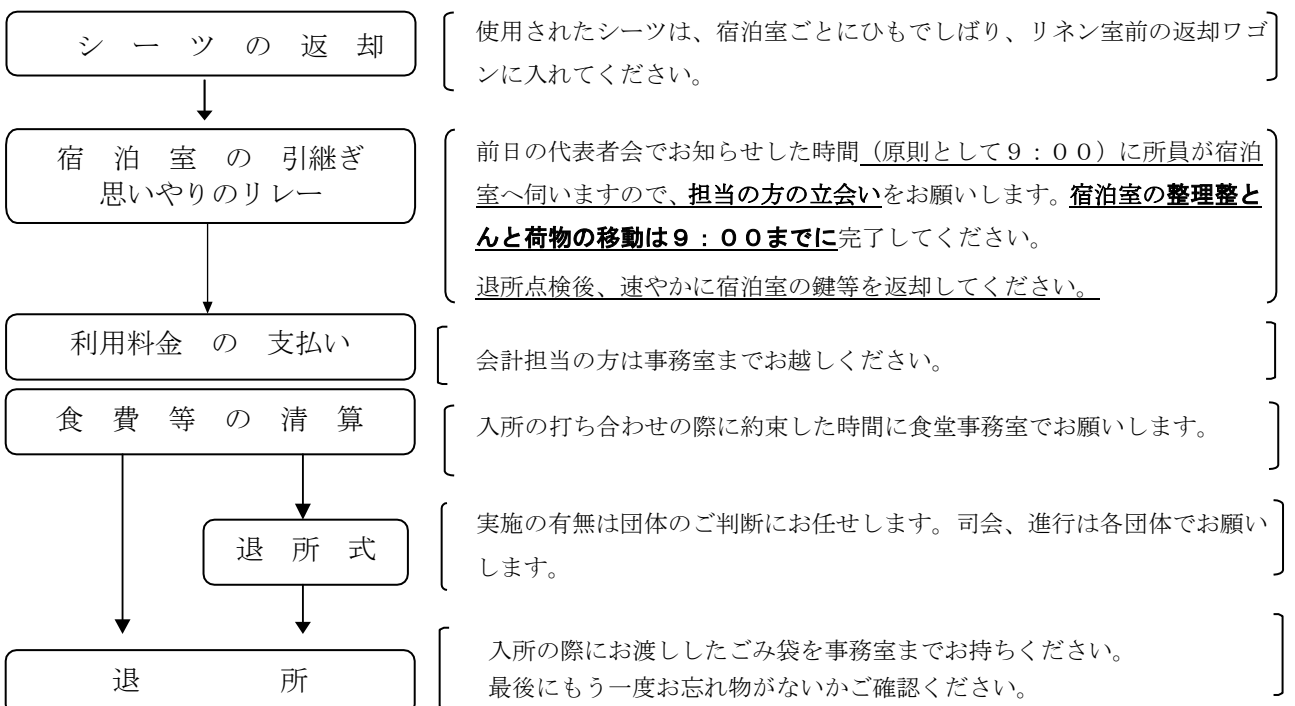 シーツの返却
使用されたシーツは、宿泊室ごとにひもでしばり、リネン室前の返却ワゴ
ンに入れてください。
宿泊室の引継ぎ
思いやりのリレー
前日の代表者会でお知らせした時間（原則として９：００）に所員が宿泊
室へ伺いますので、担当の方の立会いをお願いします。宿泊室の整理整と
んと荷物の移動は９：００までに完了してください。
退所点検後、速やかに宿泊室の鍵等を返却してください。
利用料金の支払い
会計担当の方は事務室までお越しください。
食費等の清算
入所の打ち合わせの際に約束した時間に食堂事務室でお願いします。
退所式
実施の有無は団体のご判断にお任せします。司会、進行は各団体でお願い
します。
退所
入所の際にお渡ししたごみ袋を事務室までお持ちください。
最後にもう一度お忘れ物がないかご確認ください。